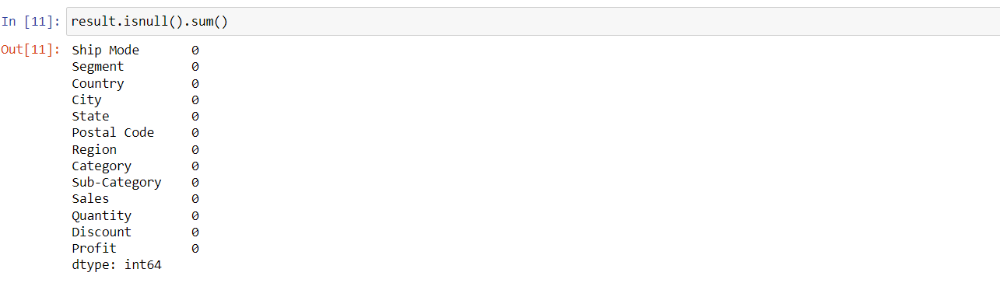 In [11]: result.isnull().sum()
Out[11]: Ship Mode 0
Segment 0
Country 0
City 0
State 0
Postal Code 0
Region 0
Category 0
Sub-Category 0
Sales 0
Quantity 0
Discount 0
Profit 0
dtype: int64